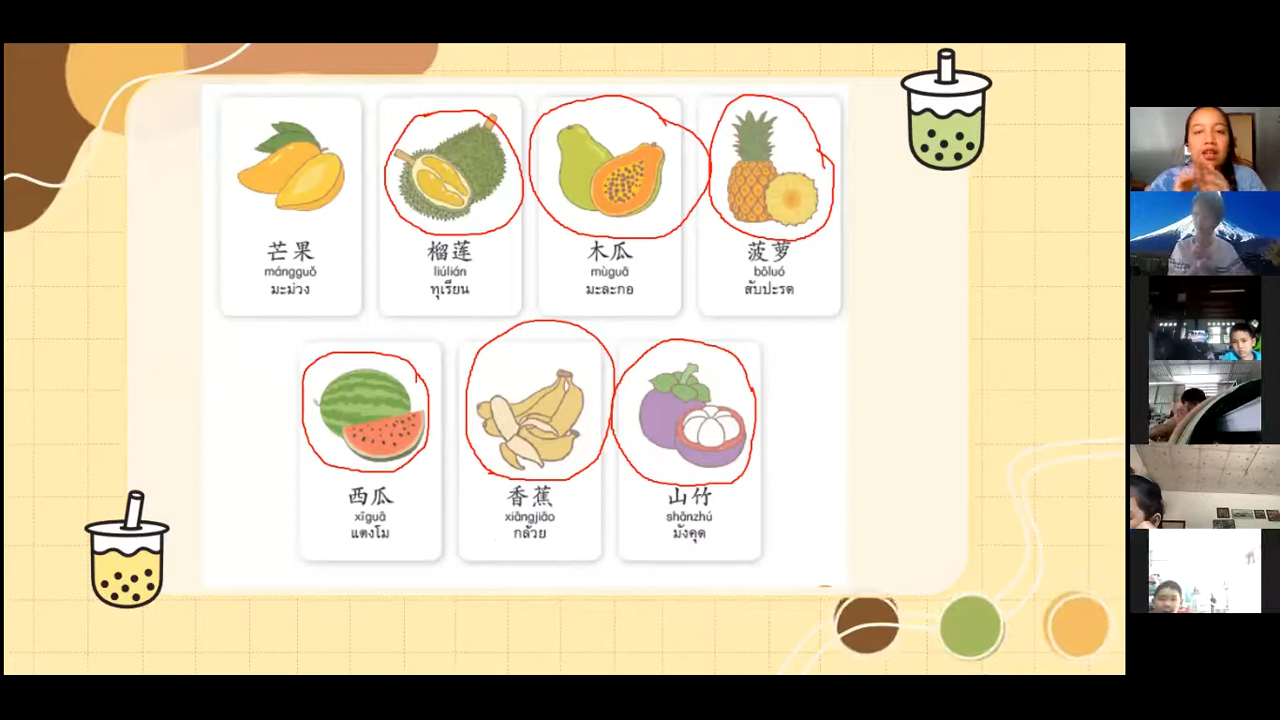 芒果
mángguǒ
มะม่วง
榴莲
liúlián
ทุเรียน
木瓜
mùguā
มะละกอ
菠萝
bōluó
สับปะรด
西瓜
xīguā
แตงโม
香蕉
xiāngjiāo
กล้วย
山竹
shānzhú
มังคุด